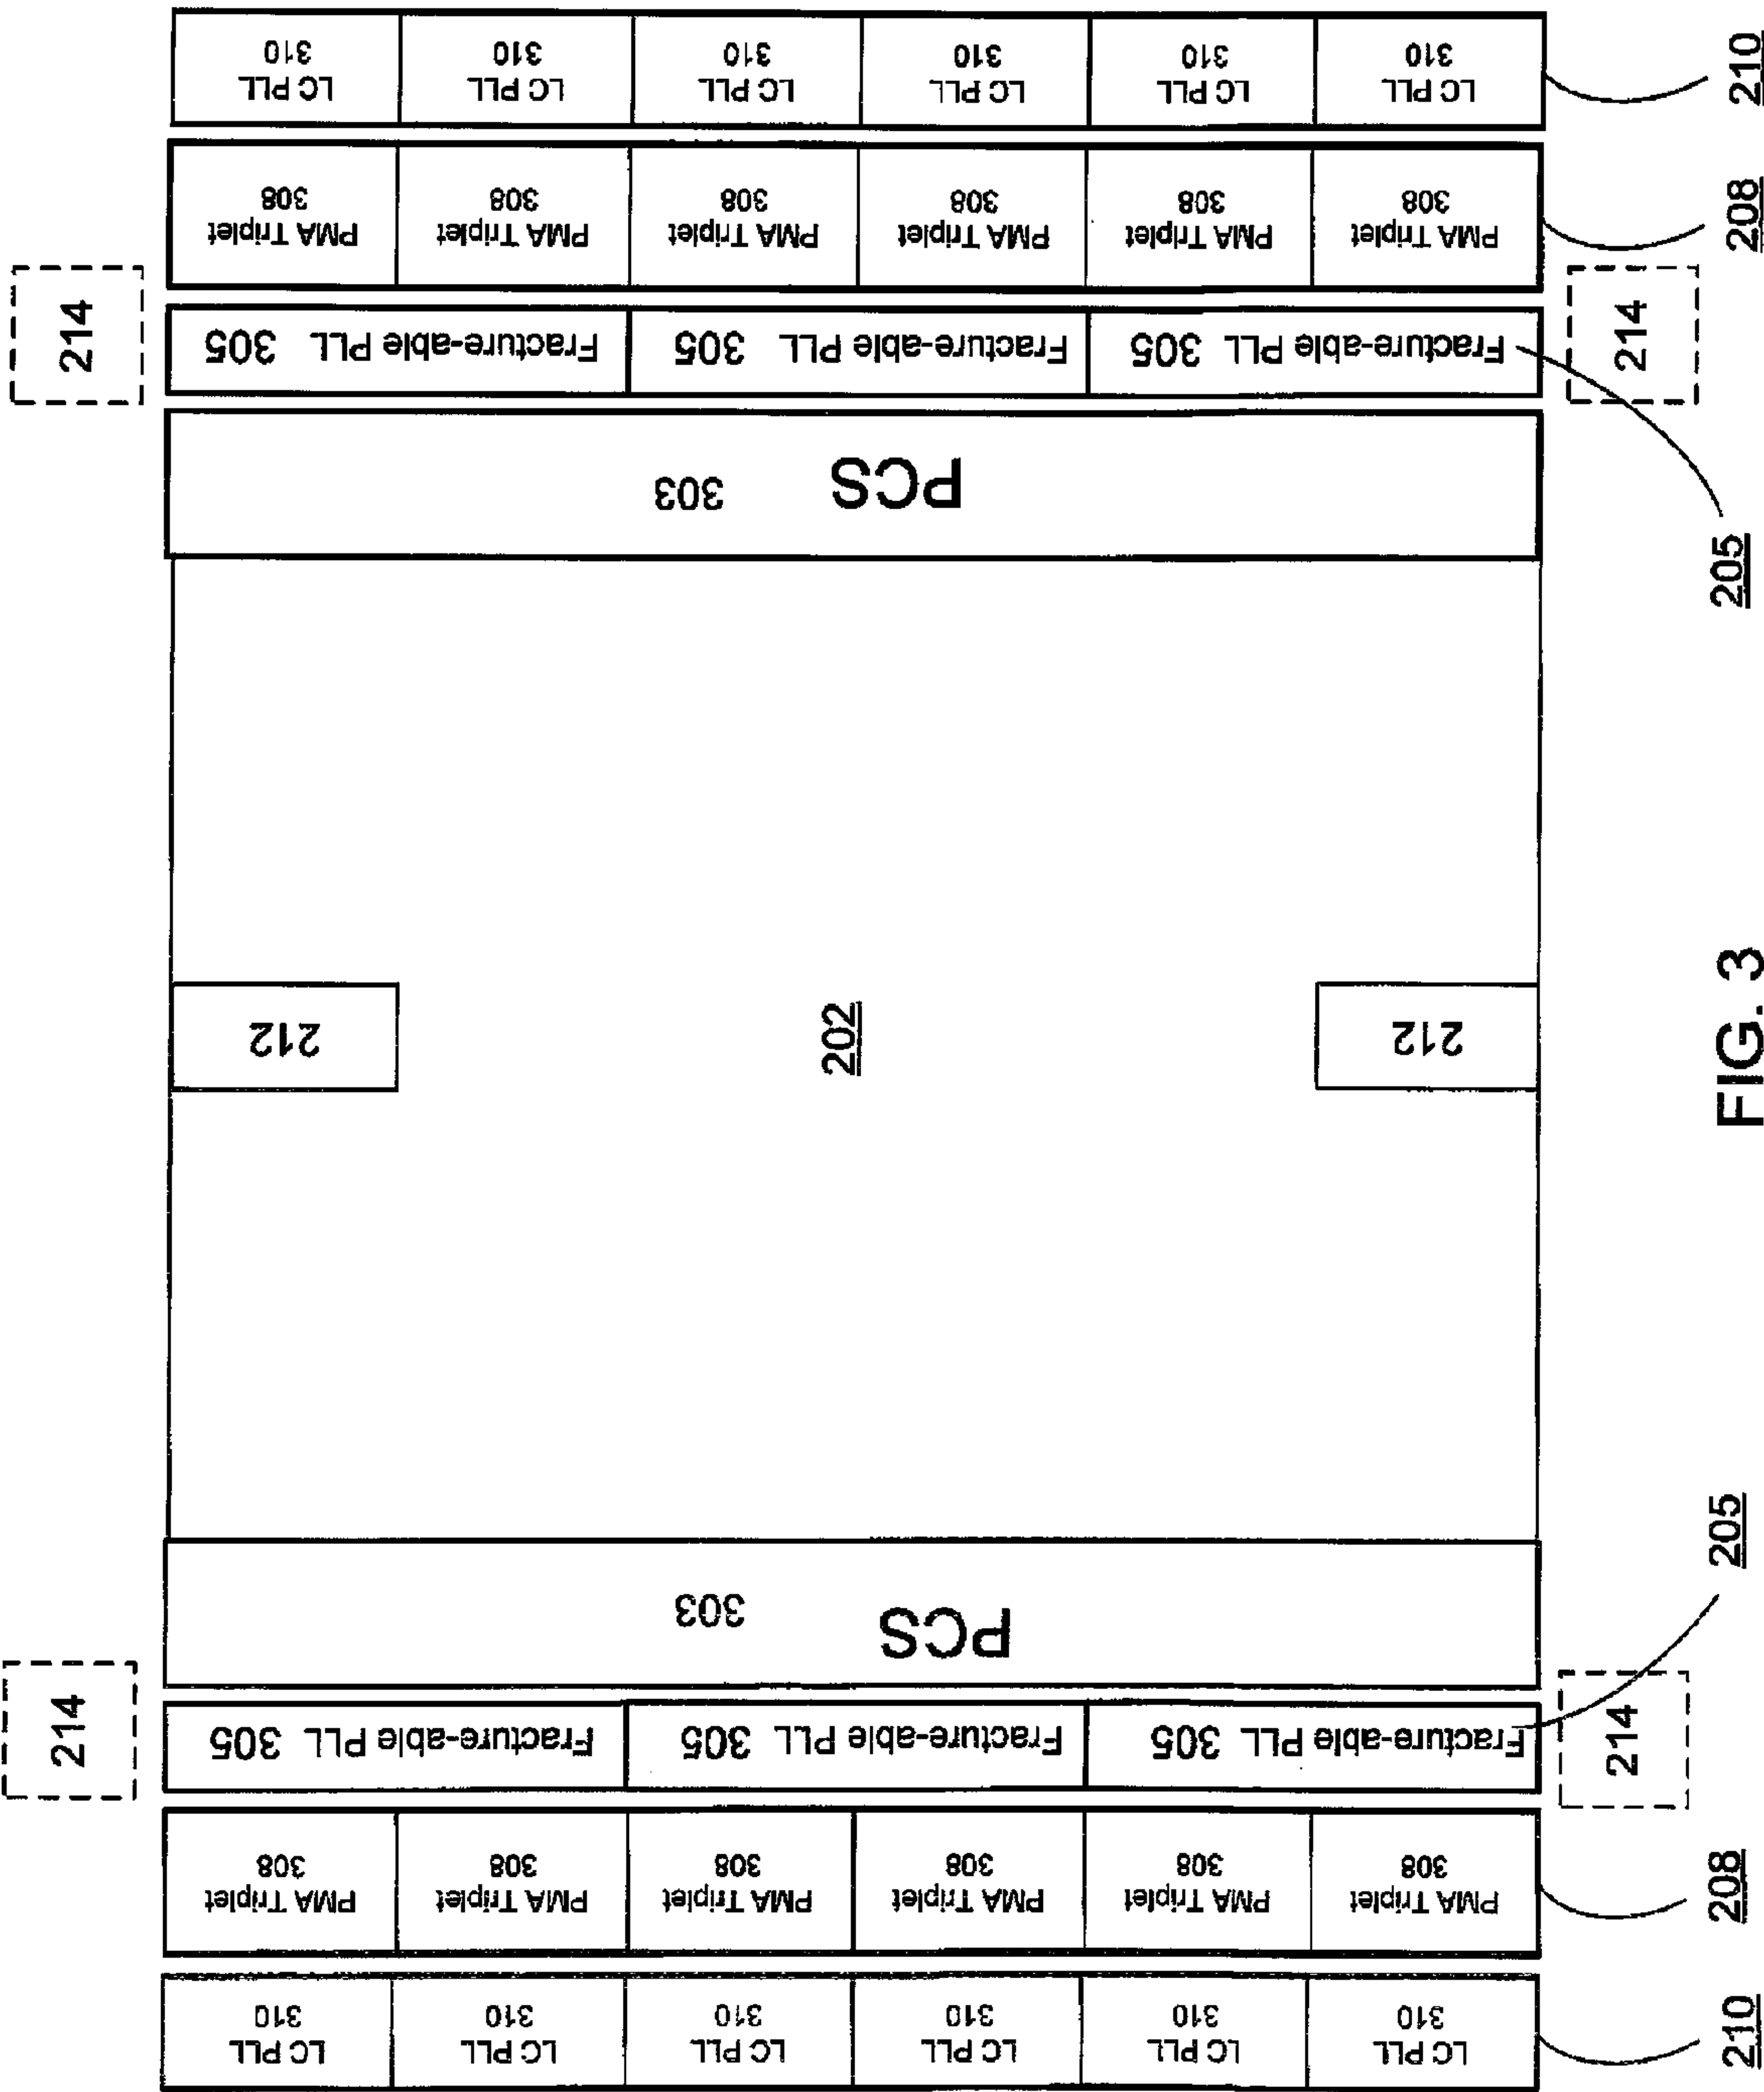 LC PLL
310
LC PLL
310
LC PLL
310
LC PLL
310
LC PLL
310
LC PLL
310
210
PMA Triplet
308
PMA Triplet
308
PMA Triplet
308
PMA Triplet
308
PMA Triplet
308
PMA Triplet
308
208
214
Fracture-able PLL 305
Fracture-able PLL 305
Fracture-able PLL 305
214
PCS 303
205
212
202
212
FIG. 3
PCS 303
205
214
Fracture-able PLL 305
Fracture-able PLL 305
Fracture-able PLL 305
214
PMA Triplet
308
PMA Triplet
308
PMA Triplet
308
PMA Triplet
308
PMA Triplet
308
PMA Triplet
308
208
LC PLL
310
LC PLL
310
LC PLL
310
LC PLL
310
LC PLL
310
LC PLL
310
210